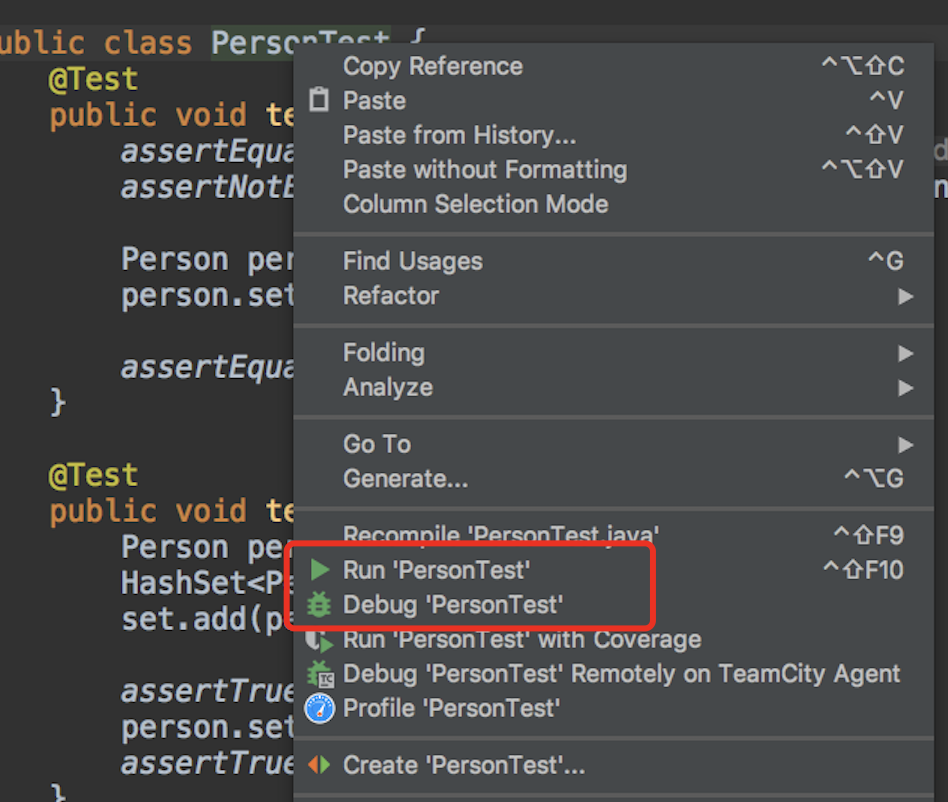 public class PersonTest {
Copy Reference ⌃⌥⇧C
@Test
Paste ⌃V
public void te
Paste from History... ⌃⇧V
assertEqua
Paste without Formatting ⌃⌥⇧V
assertNotE
Column Selection Mode
Person per
Find Usages ⌃G
person.set
Refactor ▶
Folding ▶
assertEqua
Analyze ▶
}
Go To ▶
@Test
Generate... ⌃⌥G
public void te
Recompile 'PersonTest.java' ⌃⇧F9
Person per
Run 'PersonTest' ⌃⇧F10
HashSet<Pe
Debug 'PersonTest'
set.add(pe
Run 'PersonTest' with Coverage
Debug 'PersonTest' Remotely on TeamCity Agent
assertTrue
Profile 'PersonTest'
person.set
assertTrue
Create 'PersonTest'...
}